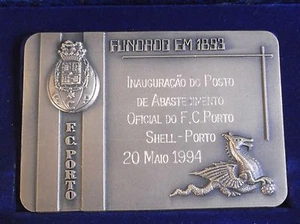 FUNDADO EM 1893
INAUGURAÇÃO DO POSTO
DE ABASTECIMENTO
OFICIAL DO F.C. PORTO
SHELL - PORTO
20 MAIO 1994
F.C. PORTO